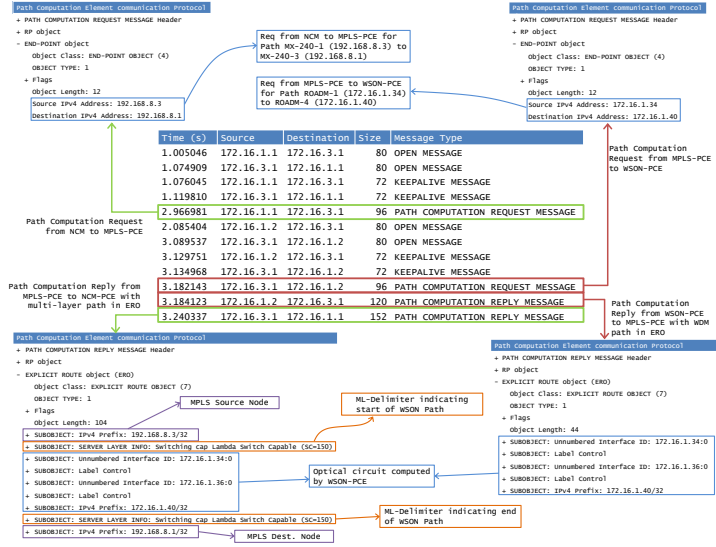 Path Computation Element communication Protocol
+ PATH COMPUTATION REQUEST MESSAGE Header
+ RP object
- END-POINT object
Object Class: END-POINT OBJECT (4)
OBJECT TYPE: 1
+ Flags
Object Length: 12
Source IPv4 Address: 192.168.8.3
Destination IPv4 Address: 192.168.8.1
Req from NCM to MPLS-PCE for
Path MX-240-1 (192.168.8.3) to
MX-240-3 (192.168.8.1)
Req from MPLS-PCE to WSON-PCE
for Path ROADM-1 (172.16.1.34)
to ROADM-4 (172.16.1.40)
Path Computation Element communication Protocol
+ PATH COMPUTATION REQUEST MESSAGE Header
+ RP object
- END-POINT object
Object Class: END-POINT OBJECT (4)
OBJECT TYPE: 1
+ Flags
Object Length: 12
Source IPv4 Address: 172.16.1.34
Destination IPv4 Address: 172.16.1.40
Time (s) Source Destination Size Message Type
1.005046 172.16.1.1 172.16.3.1 80 OPEN MESSAGE
1.074909 172.16.3.1 172.16.1.1 80 OPEN MESSAGE
1.076045 172.16.3.1 172.16.1.1 72 KEEPALIVE MESSAGE
1.119810 172.16.1.1 172.16.3.1 72 KEEPALIVE MESSAGE
2.966981 172.16.1.1 172.16.3.1 96 PATH COMPUTATION REQUEST MESSAGE
2.085404 172.16.1.2 172.16.3.1 80 OPEN MESSAGE
3.089537 172.16.3.1 172.16.1.2 80 OPEN MESSAGE
3.129751 172.16.3.1 172.16.1.2 72 KEEPALIVE MESSAGE
3.134968 172.16.1.2 172.16.3.1 72 KEEPALIVE MESSAGE
3.182143 172.16.3.1 172.16.1.2 96 PATH COMPUTATION REQUEST MESSAGE
3.184123 172.16.1.2 172.16.3.1 120 PATH COMPUTATION REPLY MESSAGE
3.240337 172.16.3.1 172.16.1.1 152 PATH COMPUTATION REPLY MESSAGE
Path Computation
Request from MPLS-PCE
to WSON-PCE
Path Computation Request
from NCM to MPLS-PCE
Path Computation Reply from
MPLS-PCE to NCM-PCE with
multi-layer path in ERO
Path Computation
Reply from WSON-PCE
to MPLS-PCE with WDM
path in ERO
Path Computation Element communication Protocol
+ PATH COMPUTATION REPLY MESSAGE Header
+ RP object
- EXPLICIT ROUTE object (ERO)
Object Class: EXPLICIT ROUTE OBJECT (7)
OBJECT TYPE: 1
+ Flags
Object Length: 104
+ SUBOBJECT: IPv4 Prefix: 192.168.8.3/32
+ SUBOBJECT: SERVER LAYER INFO: Switching cap Lambda Switch Capable (SC=150)
+ SUBOBJECT: Unnumbered Interface ID: 172.16.1.34:0
+ SUBOBJECT: Label Control
+ SUBOBJECT: Unnumbered Interface ID: 172.16.1.36:0
+ SUBOBJECT: Label Control
+ SUBOBJECT: IPv4 Prefix: 172.16.1.40/32
+ SUBOBJECT: SERVER LAYER INFO: Switching cap Lambda Switch Capable (SC=150)
+ SUBOBJECT: IPv4 Prefix: 192.168.8.1/32
MPLS Source Node
ML-Delimiter indicating
start of WSON Path
Optical circuit computed
by WSON-PCE
ML-Delimiter indicating end
of WSON Path
MPLS Dest. Node
Path Computation Element communication Protocol
+ PATH COMPUTATION REPLY MESSAGE Header
+ RP object
- EXPLICIT ROUTE object (ERO)
Object Class: EXPLICIT ROUTE OBJECT (7)
OBJECT TYPE: 1
+ Flags
Object Length: 44
+ SUBOBJECT: Unnumbered Interface ID: 172.16.1.34:0
+ SUBOBJECT: Label Control
+ SUBOBJECT: Unnumbered Interface ID: 172.16.1.36:0
+ SUBOBJECT: Label Control
+ SUBOBJECT: IPv4 Prefix: 172.16.1.40/32